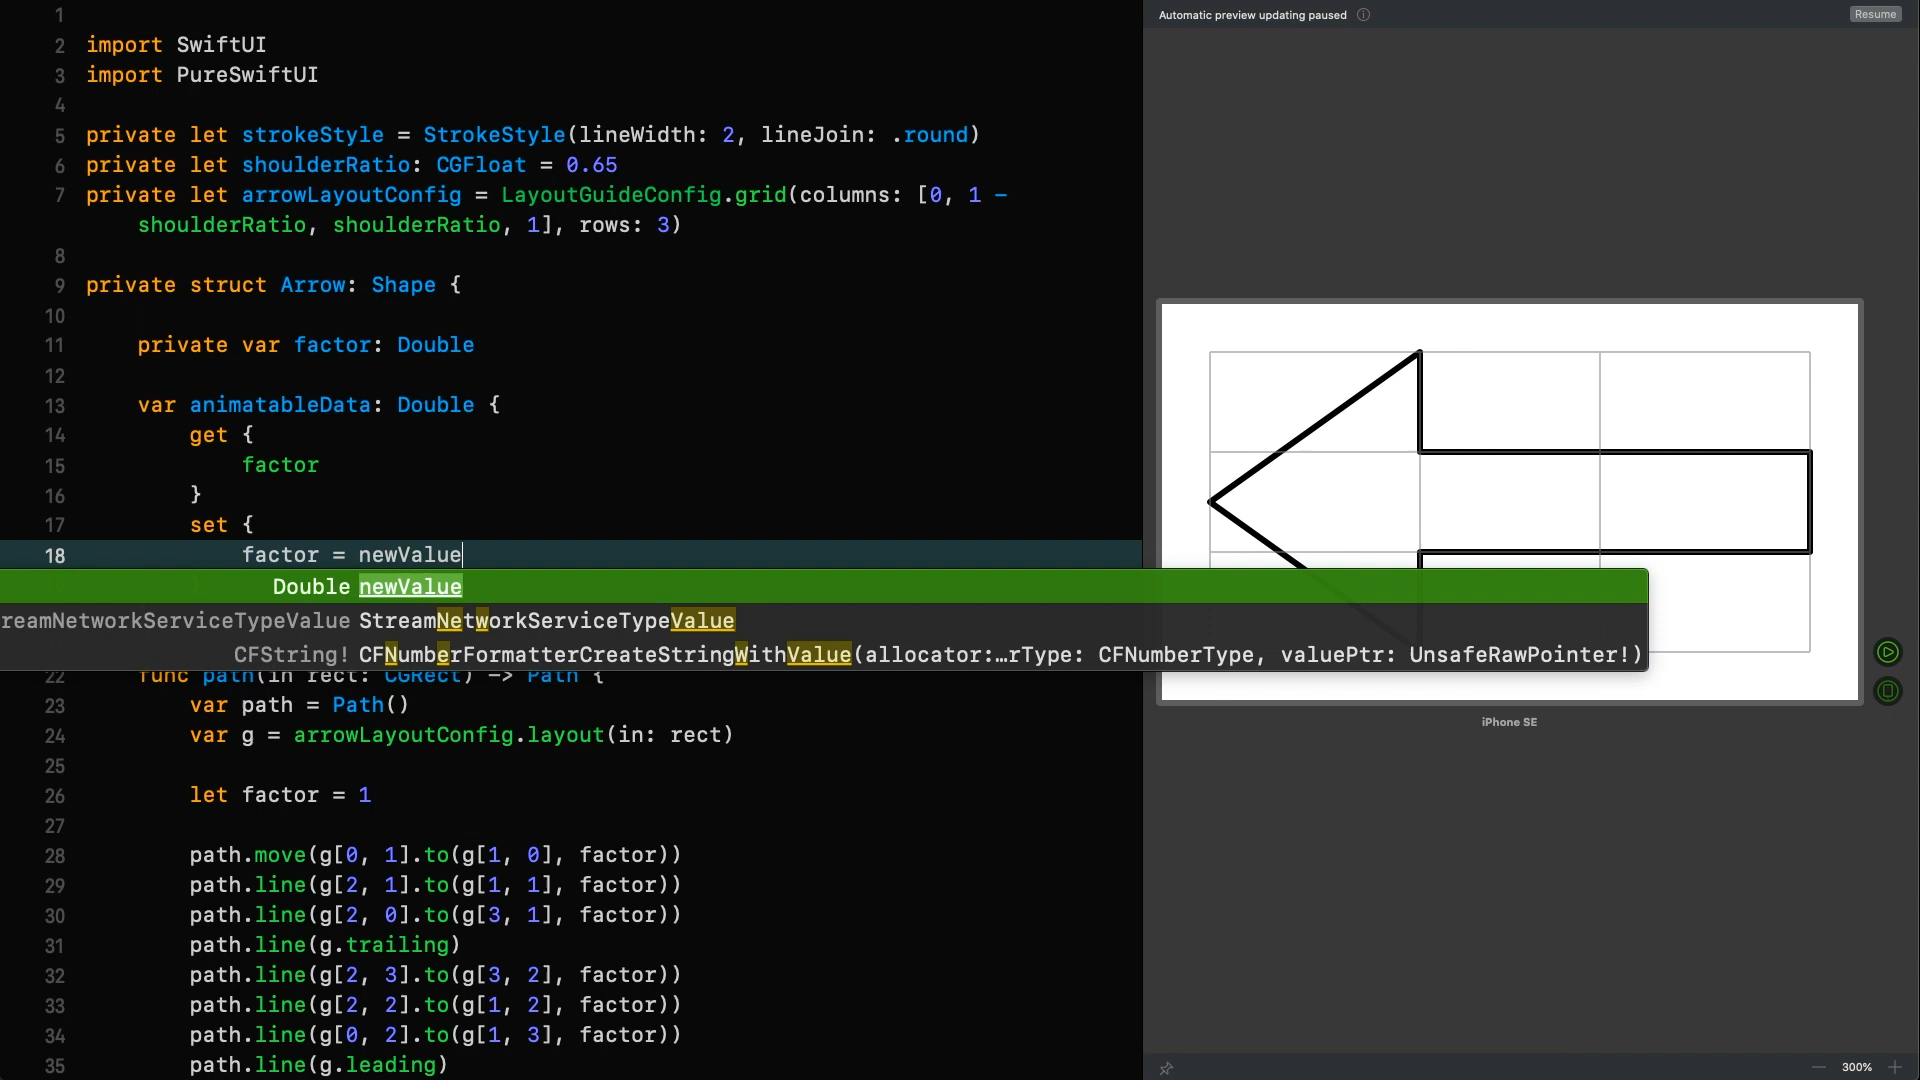 1
Automatic preview updating paused
Resume
2 import SwiftUI
3 import PureSwiftUI
4
5 private let strokeStyle = StrokeStyle(lineWidth: 2, lineJoin: .round)
6 private let shoulderRatio: CGFloat = 0.65
7 private let arrowLayoutConfig = LayoutGuideConfig.grid(columns: [0, 1 -
shoulderRatio, shoulderRatio, 1], rows: 3)
8
9 private struct Arrow: Shape {
10
11 private var factor: Double
12
13 var animatableData: Double {
14 get {
15 factor
16 }
17 set {
18 factor = newValue
Double newValue
reamNetworkServiceTypeValue StreamNetworkServiceTypeValue
CFString! CFNumberFormatterCreateStringWithValue(allocator:…rType: CFNumberType, valuePtr: UnsafeRawPointer!)
22 func path(in rect: CGRect) -> Path {
23 var path = Path()
24 var g = arrowLayoutConfig.layout(in: rect)
25
26 let factor = 1
27
28 path.move(g[0, 1].to(g[1, 0], factor))
29 path.line(g[2, 1].to(g[1, 1], factor))
30 path.line(g[2, 0].to(g[3, 1], factor))
31 path.line(g.trailing)
32 path.line(g[2, 3].to(g[3, 2], factor))
33 path.line(g[2, 2].to(g[1, 2], factor))
34 path.line(g[0, 2].to(g[1, 3], factor))
35 path.line(g.leading)
iPhone SE
300%